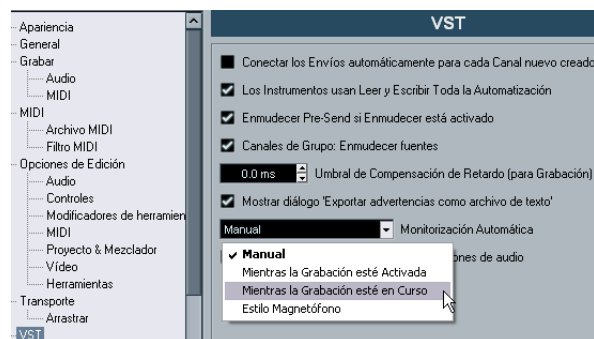 Apariencia
General
Grabar
Audio
MIDI
MIDI
Archivo MIDI
Filtro MIDI
Opciones de Edición
Audio
Controles
Modificadores de herramien
MIDI
Proyecto & Mezclador
Vídeo
Herramientas
Transporte
Arrastrar
VST
VST
Conectar los Envíos automáticamente para cada Canal nuevo creado
Los Instrumentos usan Leer y Escribir Toda la Automatización
Enmudecer Pre-Send si Enmudecer está activado
Canales de Grupo: Enmudecer fuentes
0.0 ms Umbral de Compensación de Retardo (para Grabación)
Mostrar diálogo 'Exportar advertencias como archivo de texto'
Manual Monitorización Automática
Manual
ones de audio
Mientras la Grabación esté Activada
Mientras la Grabación esté en Curso
Estilo Magnetófono